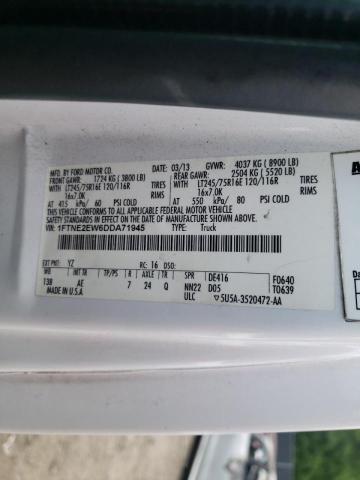 MFD. BY FORD MOTOR CO.
DATE: 03/13 GVWR: 4037 KG ( 8900 LB)
FRONT GAWR: 1724 KG (3800 LB) REAR GAWR: 2504 KG ( 5520 LB)
WITH LT245/75R16E 120/116R TIRES WITH LT245/75R16E 120/116R TIRES
16x7.0K RIMS 16x7.0K RIMS
AT 415 kPa/ 60 PSI COLD AT 550 kPa/ 80 PSI COLD
THIS VEHICLE CONFORMS TO ALL APPLICABLE FEDERAL MOTOR VEHICLE SAFETY STANDARDS IN EFFECT ON THE DATE OF MANUFACTURE SHOWN ABOVE.
VIN: 1FTNE2EW6DDA71945
TYPE: Truck
EXT PNT: YZ RC: 16 DSO:
WB INT TR TP/PS R AXLE TR SPR DE416 F0640
138 AE 7 24 Q NN22 D05 T0639
MADE IN U.S.A ULC ▽ 5U5A-3520472-AA